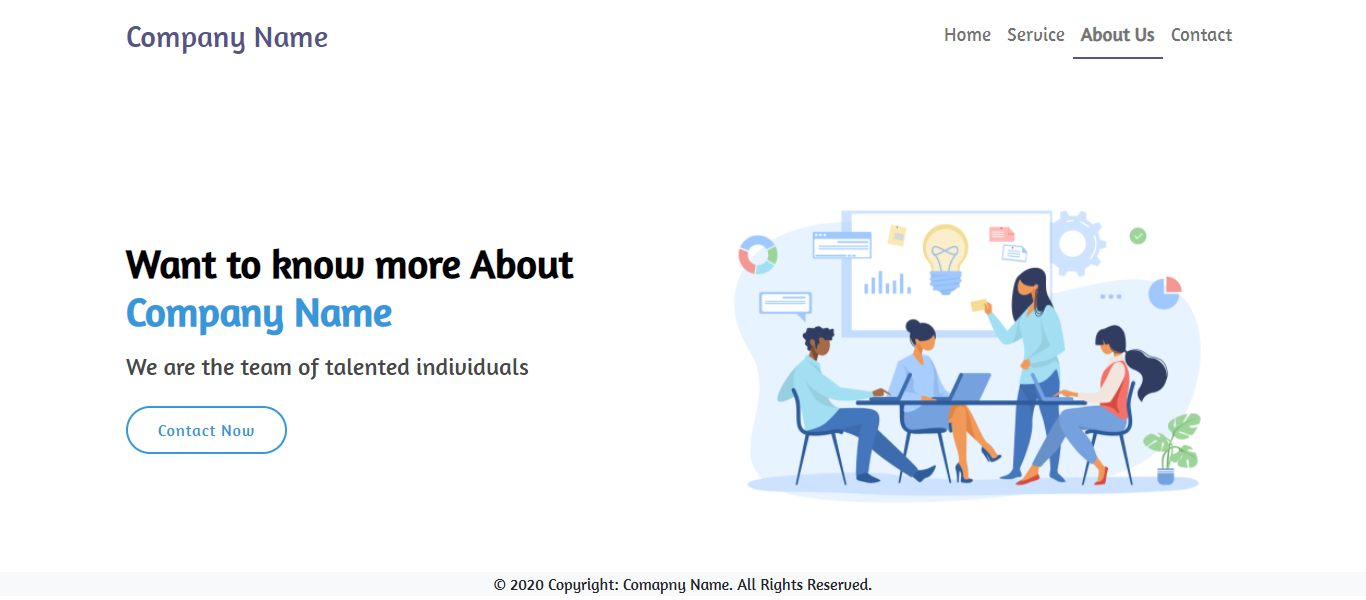 Company Name
Home Service About Us Contact
Want to know more About
Company Name
We are the team of talented individuals
Contact Now
© 2020 Copyright: Comapny Name. All Rights Reserved.